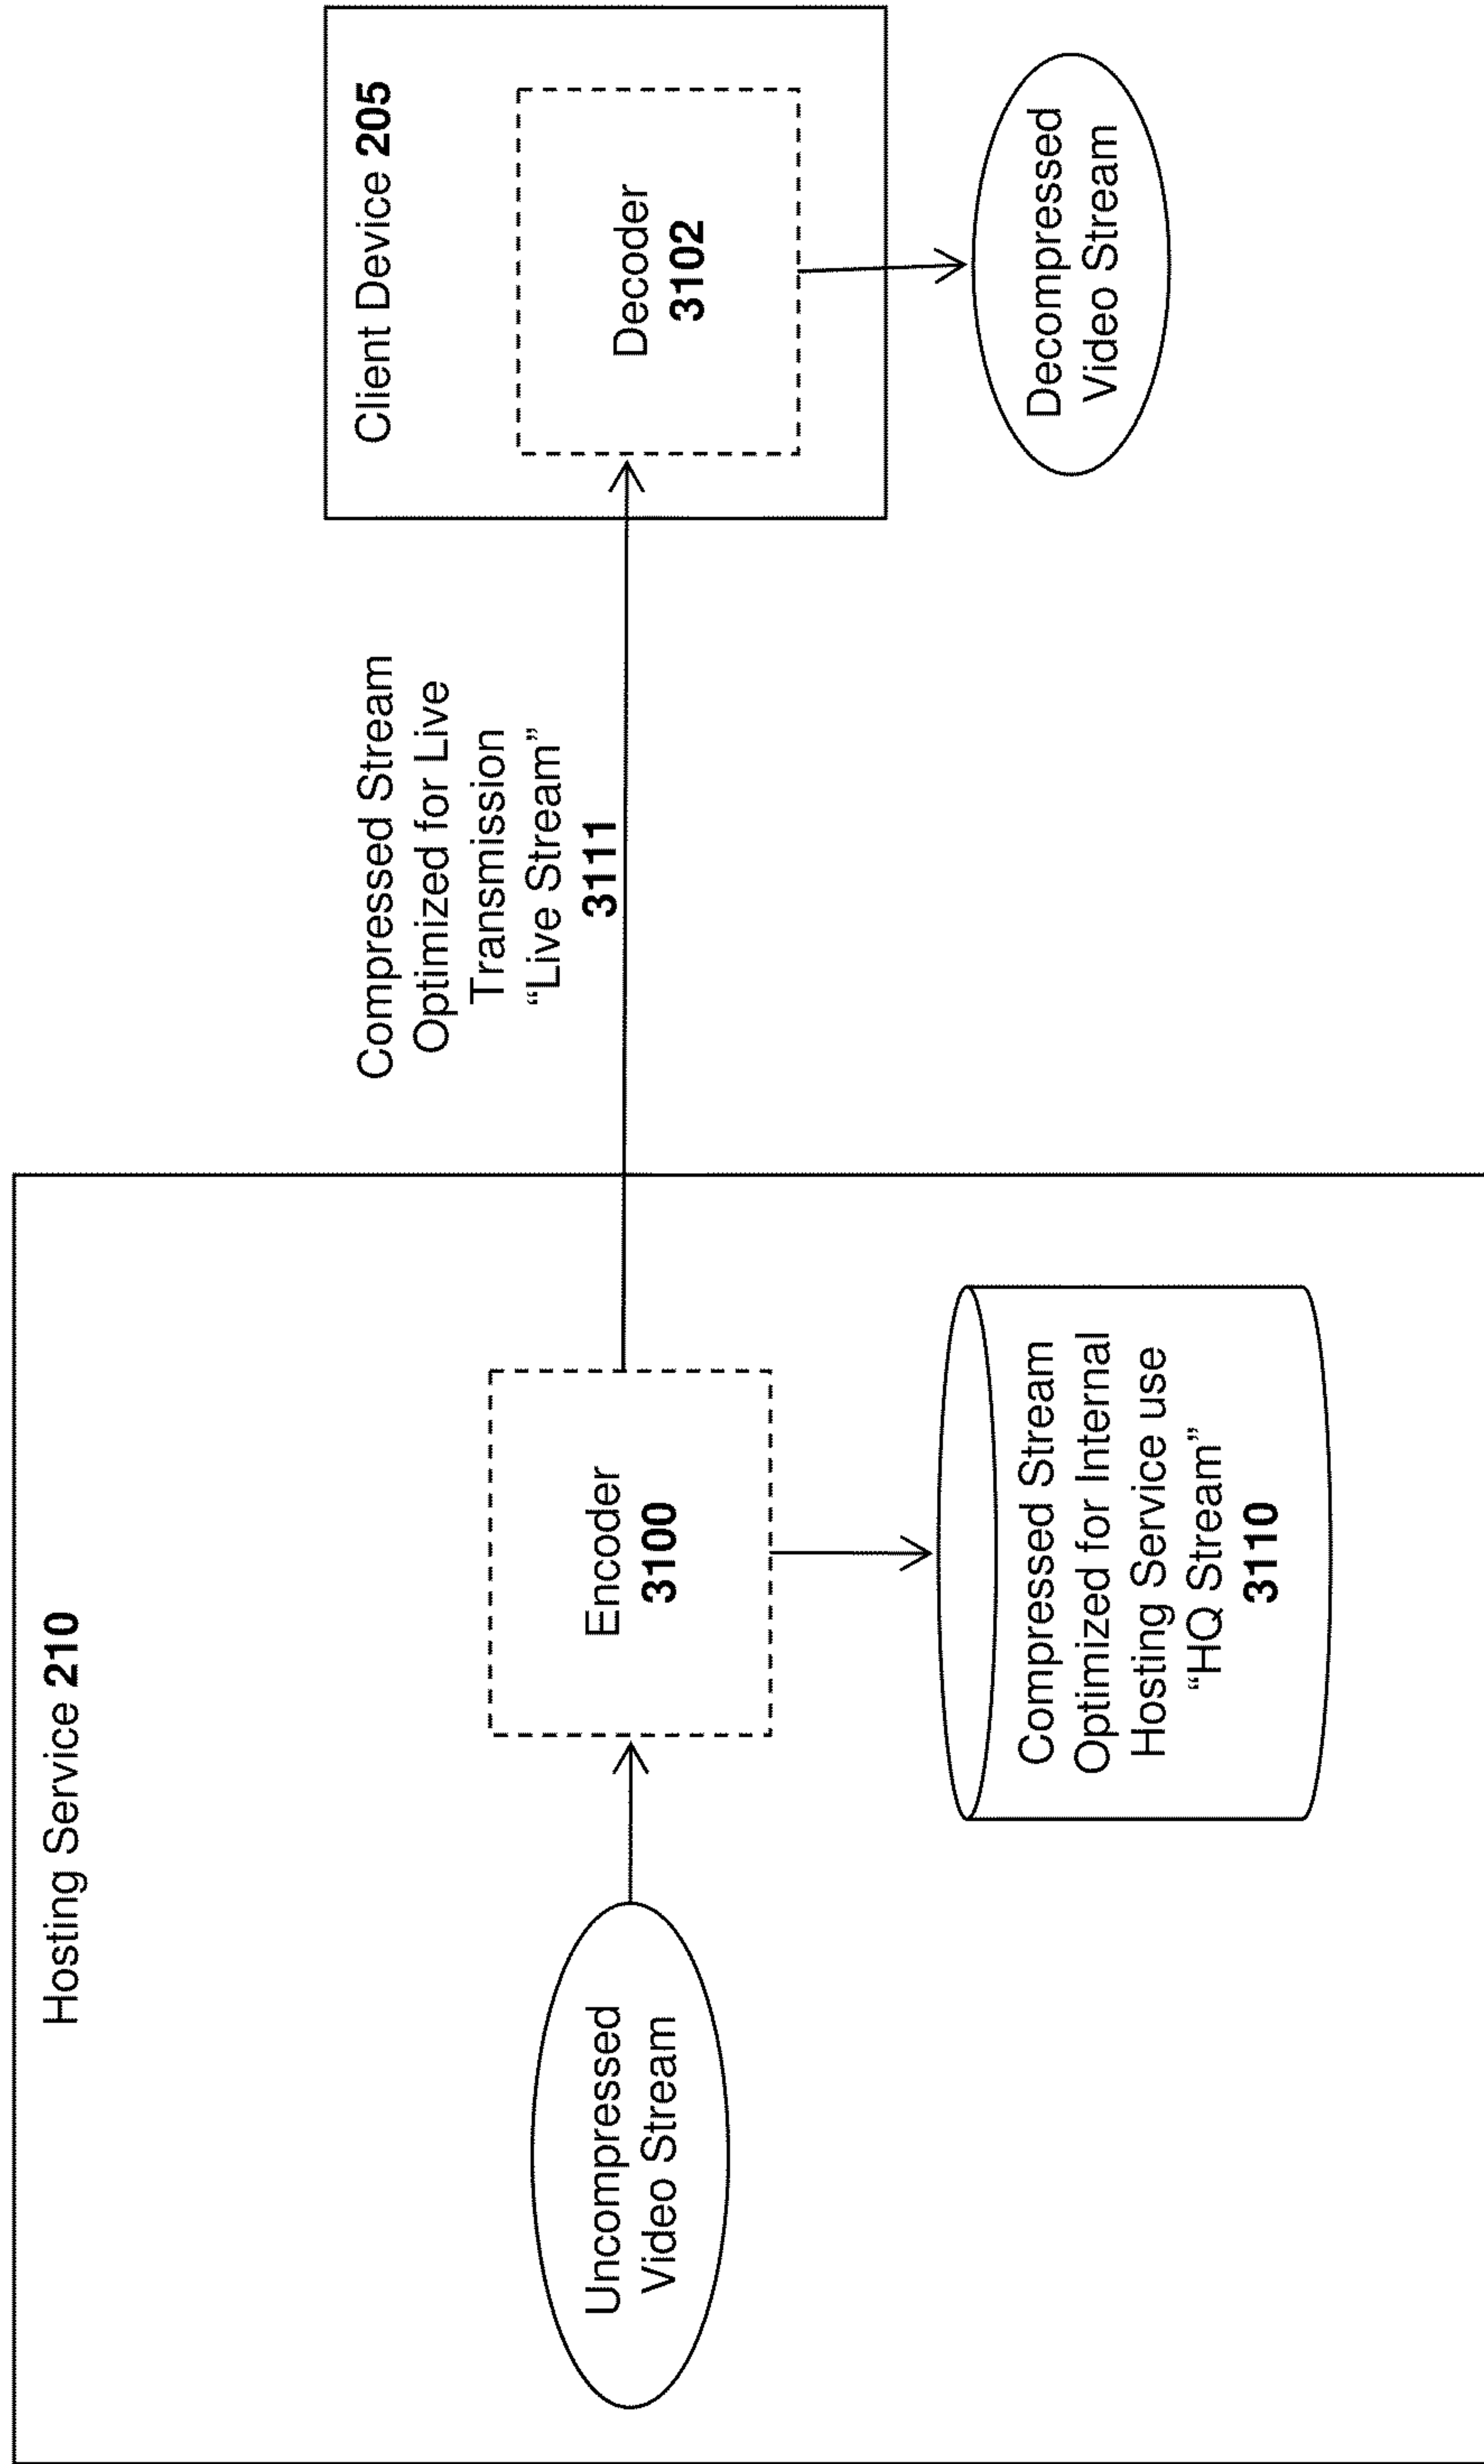 Hosting Service 210
Uncompressed
Video Stream
Encoder
3100
Compressed Stream
Optimized for Internal
Hosting Service use
“HQ Stream”
3110
Compressed Stream
Optimized for Live
Transmission
“Live Stream”
3111
Client Device 205
Decoder
3102
Decompressed
Video Stream